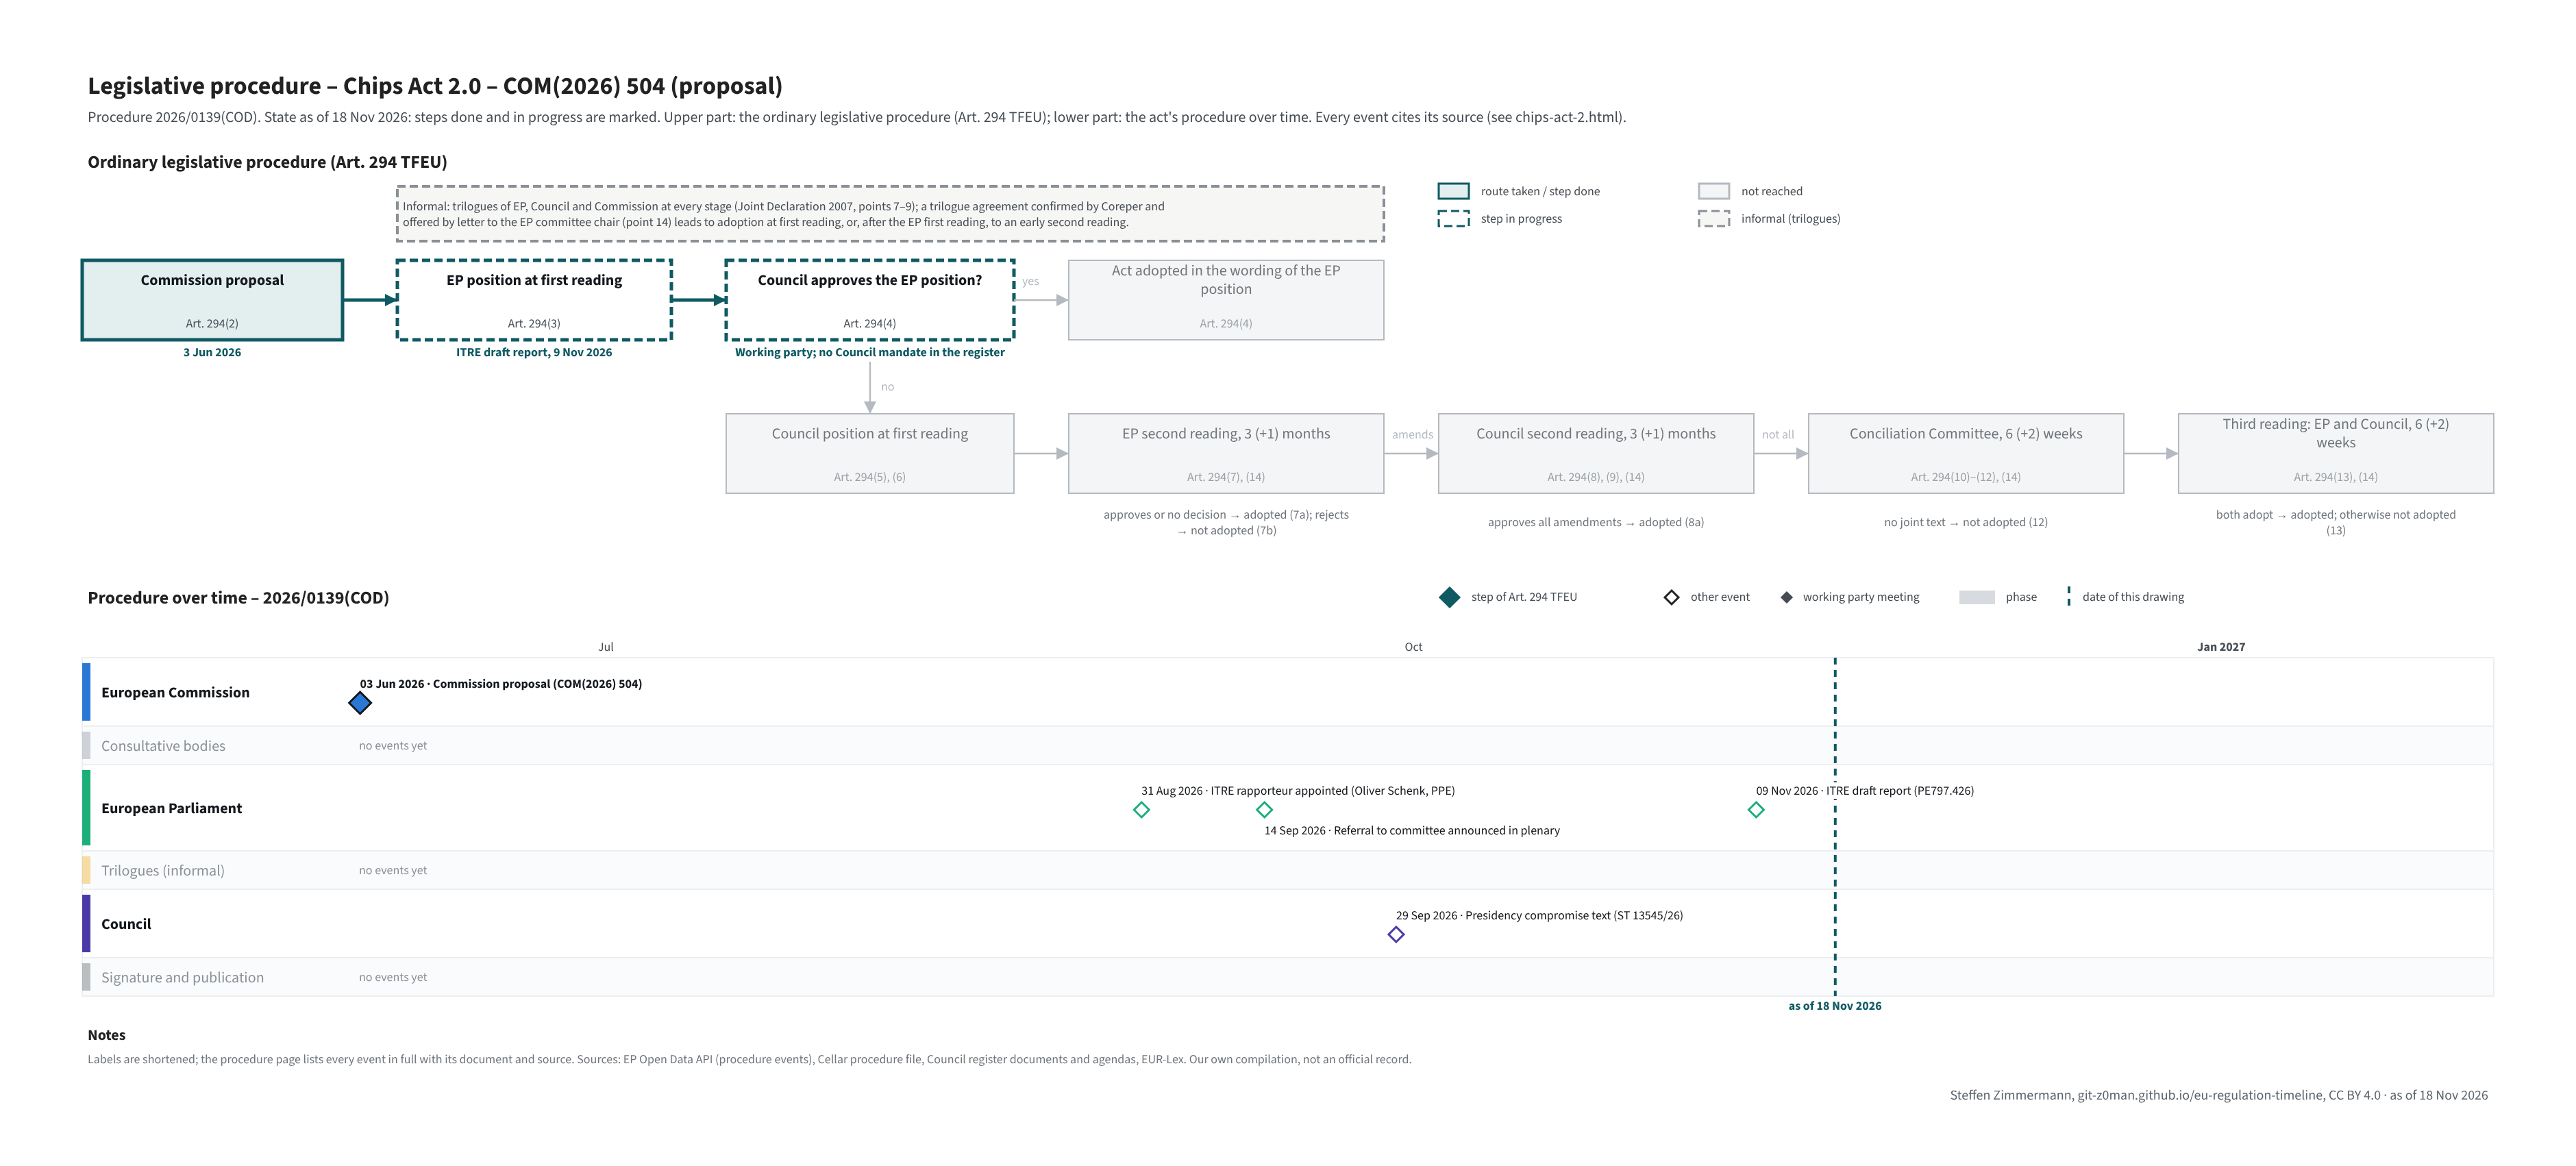 Legislative procedure – Chips Act 2.0 – COM(2026) 504 (proposal)
Procedure 2026/0139(COD). State as of 18 Nov 2026: steps done and in progress are marked. Upper part: the ordinary legislative procedure (Art. 294 TFEU); lower part: the act's procedure over time. Every event cites its source (see chips-act-2.html).
Ordinary legislative procedure (Art. 294 TFEU)
Informal: trilogues of EP, Council and Commission at every stage (Joint Declaration 2007, points 7–9); a trilogue agreement confirmed by Coreper and
offered by letter to the EP committee chair (point 14) leads to adoption at first reading, or, after the EP first reading, to an early second reading.
route taken / step done
not reached
step in progress
informal (trilogues)
Commission proposal
Art. 294(2)
3 Jun 2026
EP position at first reading
Art. 294(3)
ITRE draft report, 9 Nov 2026
Council approves the EP position?
Art. 294(4)
Working party; no Council mandate in the register
yes
Act adopted in the wording of the EP
position
Art. 294(4)
no
Council position at first reading
Art. 294(5), (6)
EP second reading, 3 (+1) months
Art. 294(7), (14)
approves or no decision → adopted (7a); rejects
→ not adopted (7b)
amends
Council second reading, 3 (+1) months
Art. 294(8), (9), (14)
approves all amendments → adopted (8a)
not all
Conciliation Committee, 6 (+2) weeks
Art. 294(10)–(12), (14)
no joint text → not adopted (12)
Third reading: EP and Council, 6 (+2)
weeks
Art. 294(13), (14)
both adopt → adopted; otherwise not adopted
(13)
Procedure over time – 2026/0139(COD)
step of Art. 294 TFEU
other event
working party meeting
phase
date of this drawing
Jul
Oct
Jan 2027
European Commission
03 Jun 2026 · Commission proposal (COM(2026) 504)
Consultative bodies
no events yet
European Parliament
31 Aug 2026 · ITRE rapporteur appointed (Oliver Schenk, PPE)
09 Nov 2026 · ITRE draft report (PE797.426)
14 Sep 2026 · Referral to committee announced in plenary
Trilogues (informal)
no events yet
Council
29 Sep 2026 · Presidency compromise text (ST 13545/26)
Signature and publication
no events yet
as of 18 Nov 2026
Notes
Labels are shortened; the procedure page lists every event in full with its document and source. Sources: EP Open Data API (procedure events), Cellar procedure file, Council register documents and agendas, EUR-Lex. Our own compilation, not an official record.
Steffen Zimmermann, git-z0man.github.io/eu-regulation-timeline, CC BY 4.0 · as of 18 Nov 2026